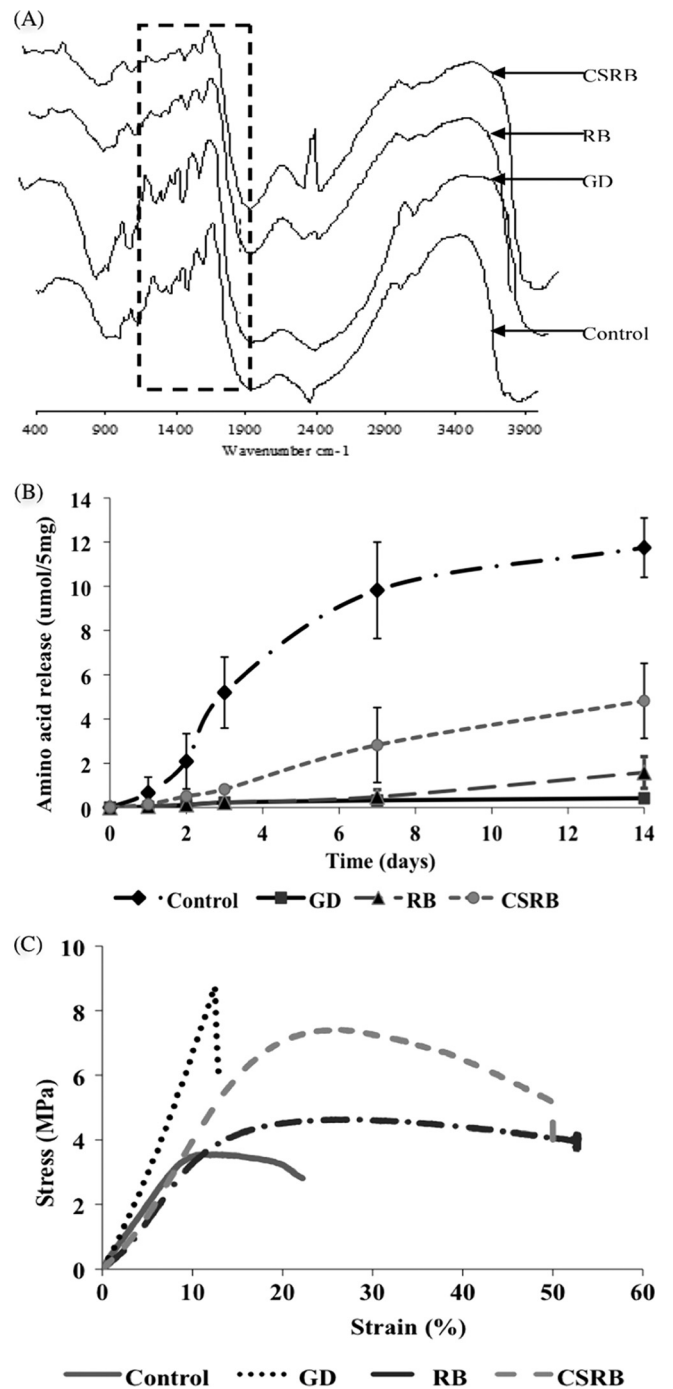 (A)
CSRB
RB
GD
Control
400 900 1400 1900 2400 2900 3400 3900
Wavenumber cm-1
(B)
Amino acid release (umol/5mg)
14
12
10
8
6
4
2
0
0 2 4 6 8 10 12 14
Time (days)
Control GD RB CSRB
(C)
Stress (MPa)
10
8
6
4
2
0
0 10 20 30 40 50 60
Strain (%)
Control GD RB CSRB